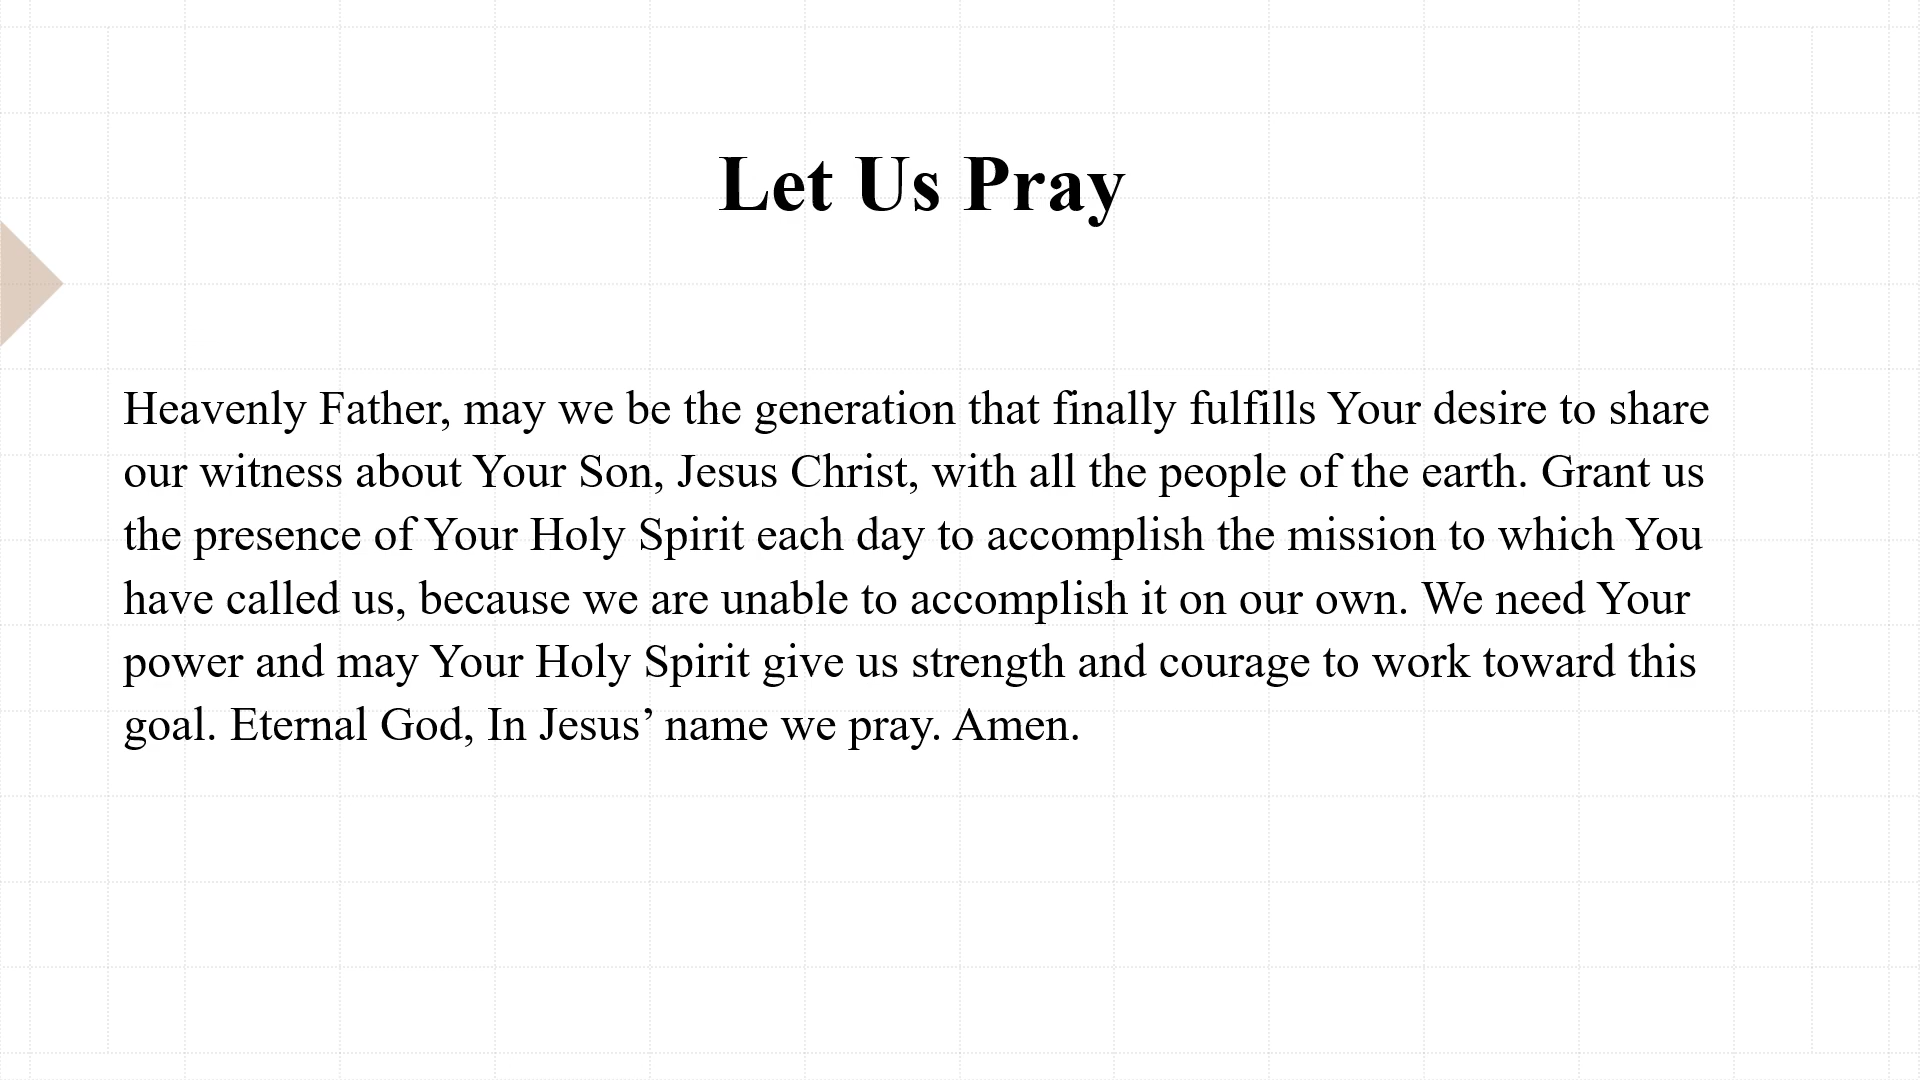 Let Us Pray
Heavenly Father, may we be the generation that finally fulfills Your desire to share
our witness about Your Son, Jesus Christ, with all the people of the earth. Grant us
the presence of Your Holy Spirit each day to accomplish the mission to which You
have called us, because we are unable to accomplish it on our own. We need Your
power and may Your Holy Spirit give us strength and courage to work toward this
goal. Eternal God, In Jesus’ name we pray. Amen.